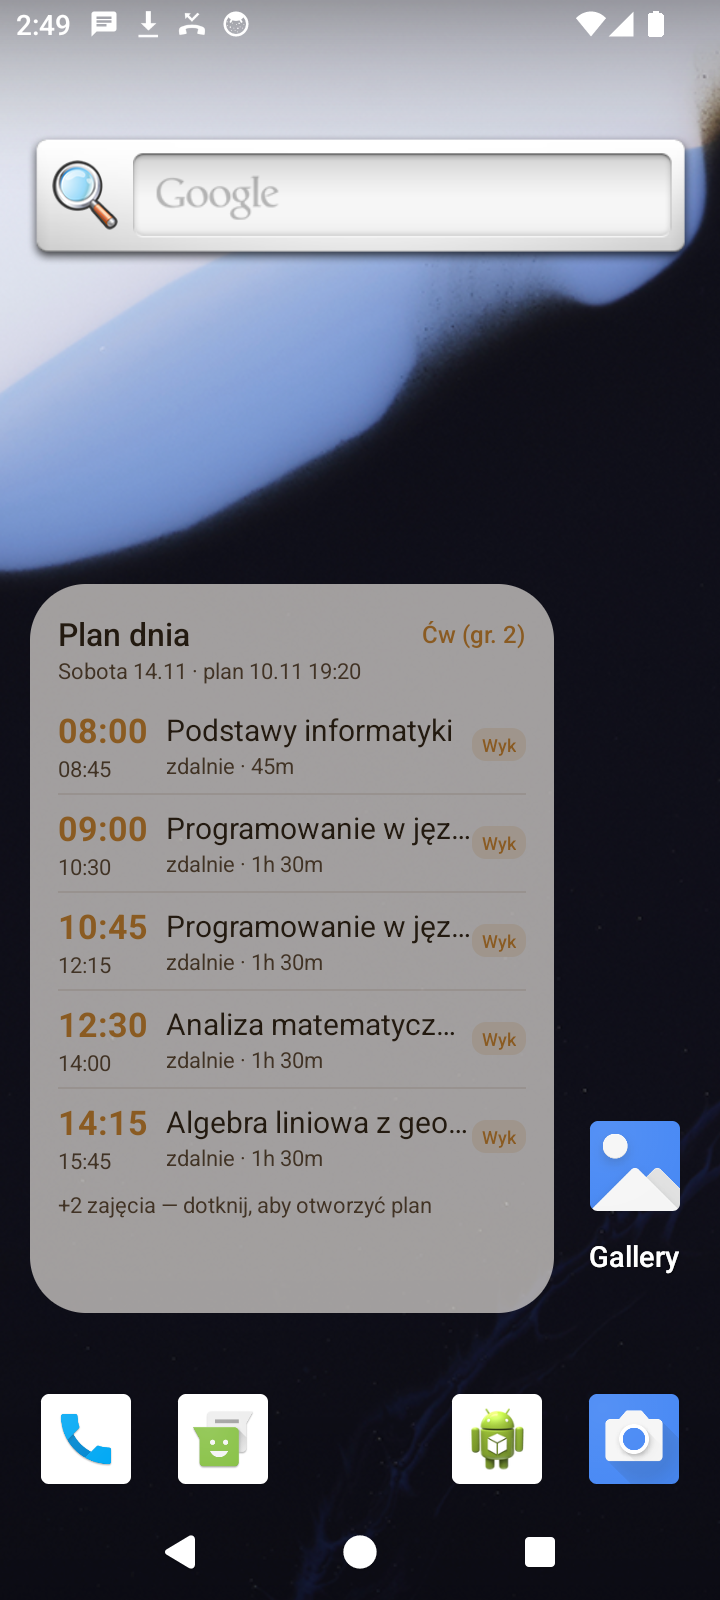 2:49
Google
Plan dnia
Ćw (gr. 2)
Sobota 14.11 · plan 10.11 19:20
08:00 Podstawy informatyki
08:45 zdalnie · 45m
Wyk
09:00 Programowanie w jęz...
10:30 zdalnie · 1h 30m
Wyk
10:45 Programowanie w jęz...
12:15 zdalnie · 1h 30m
Wyk
12:30 Analiza matematycz...
14:00 zdalnie · 1h 30m
Wyk
14:15 Algebra liniowa z geo...
15:45 zdalnie · 1h 30m
Wyk
+2 zajęcia — dotknij, aby otworzyć plan
Gallery